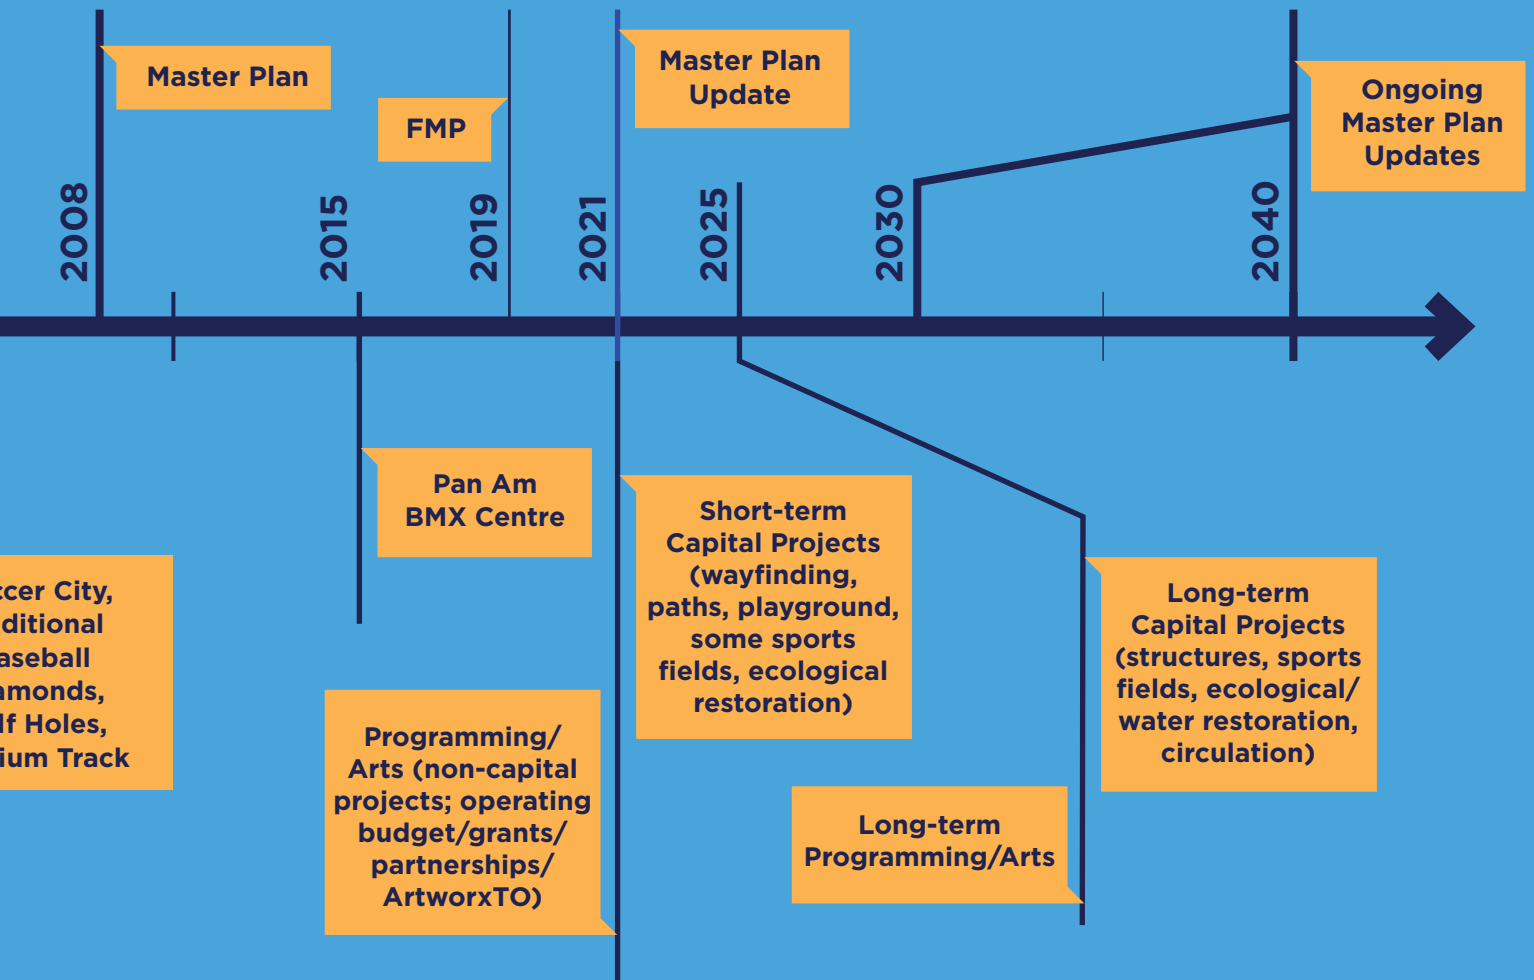 Master Plan
FMP
Master Plan
Update
Ongoing
Master Plan
Updates
2008
2015
2019
2021
2025
2030
2040
Pan Am
BMX Centre
Short-term
Capital Projects
(wayfinding,
paths, playground,
some sports
fields, ecological
restoration)
Long-term
Capital Projects
(structures, sports
fields, ecological/
water restoration,
circulation)
City,
Holes,
Track
Programming/
Arts (non-capital
projects; operating
budget/grants/
partnerships/
ArtworxTO)
Long-term
Programming/Arts